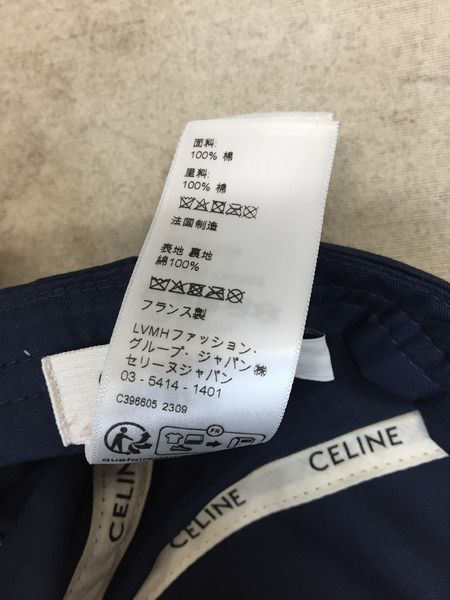 面料:
100% 棉
里料:
100% 棉
法国制造
表地 裏地
綿100%
フランス製
LVMHファッション・
グループ・ジャパン㈱
セリーヌジャパン
03 - 5414 - 1401
C396605 2309
FR
quefaire
CELINE
CELINE
CELINE